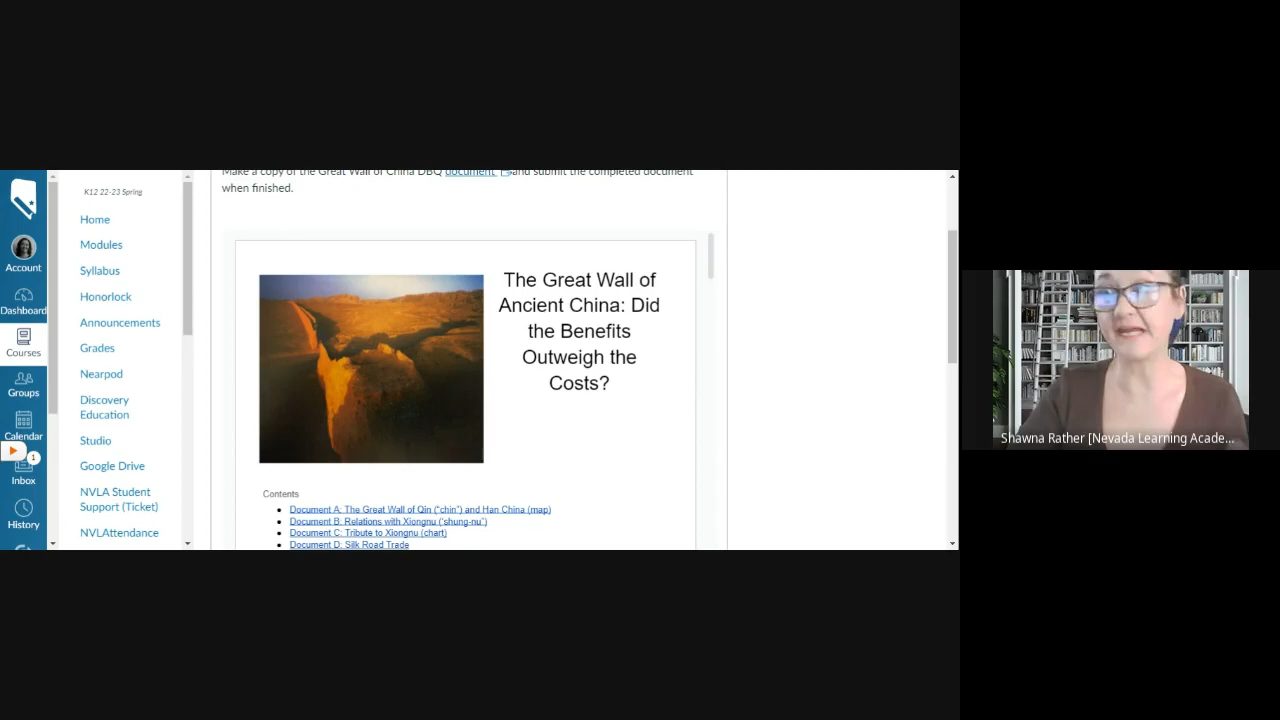 K12 22-23 Spring
Home
Modules
Syllabus
Honorlock
Announcements
Grades
Nearpod
Discovery
Education
Studio
Google Drive
NVLA Student
Support (Ticket)
NVLAttendance
Account
Dashboard
Courses
Groups
Calendar
1
Inbox
History
Make a copy of the Great Wall of China DBQ document and submit the completed document
when finished.
The Great Wall of
Ancient China: Did
the Benefits
Outweigh the
Costs?
Contents
Document A: The Great Wall of Qin ("chin") and Han China (map)
Document B: Relations with Xiongnu ('shung-nu")
Document C: Tribute to Xiongnu (chart)
Document D: Silk Road Trade
Shawna Rather [Nevada Learning Acade...